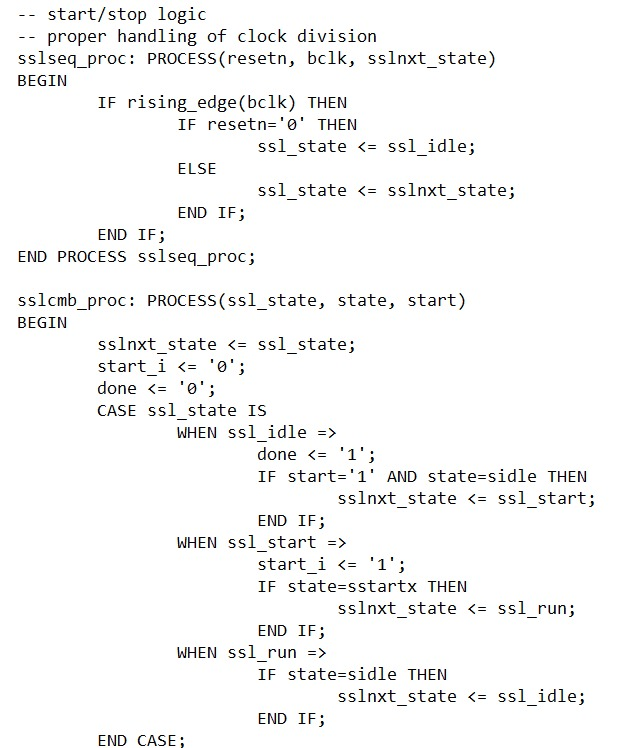 -- start/stop logic
-- proper handling of clock division
sslseq_proc: PROCESS(resetn, bclk, sslnxt_state)
BEGIN
        IF rising_edge(bclk) THEN
                IF resetn='0' THEN
                        ssl_state <= ssl_idle;
                ELSE
                        ssl_state <= sslnxt_state;
                END IF;
        END IF;
END PROCESS sslseq_proc;

sslcmb_proc: PROCESS(ssl_state, state, start)
BEGIN
        sslnxt_state <= ssl_state;
        start_i <= '0';
        done <= '0';
        CASE ssl_state IS
                WHEN ssl_idle =>
                        done <= '1';
                        IF start='1' AND state=sidle THEN
                                sslnxt_state <= ssl_start;
                        END IF;
                WHEN ssl_start =>
                        start_i <= '1';
                        IF state=sstartx THEN
                                sslnxt_state <= ssl_run;
                        END IF;
                WHEN ssl_run =>
                        IF state=sidle THEN
                                sslnxt_state <= ssl_idle;
                        END IF;
        END CASE;